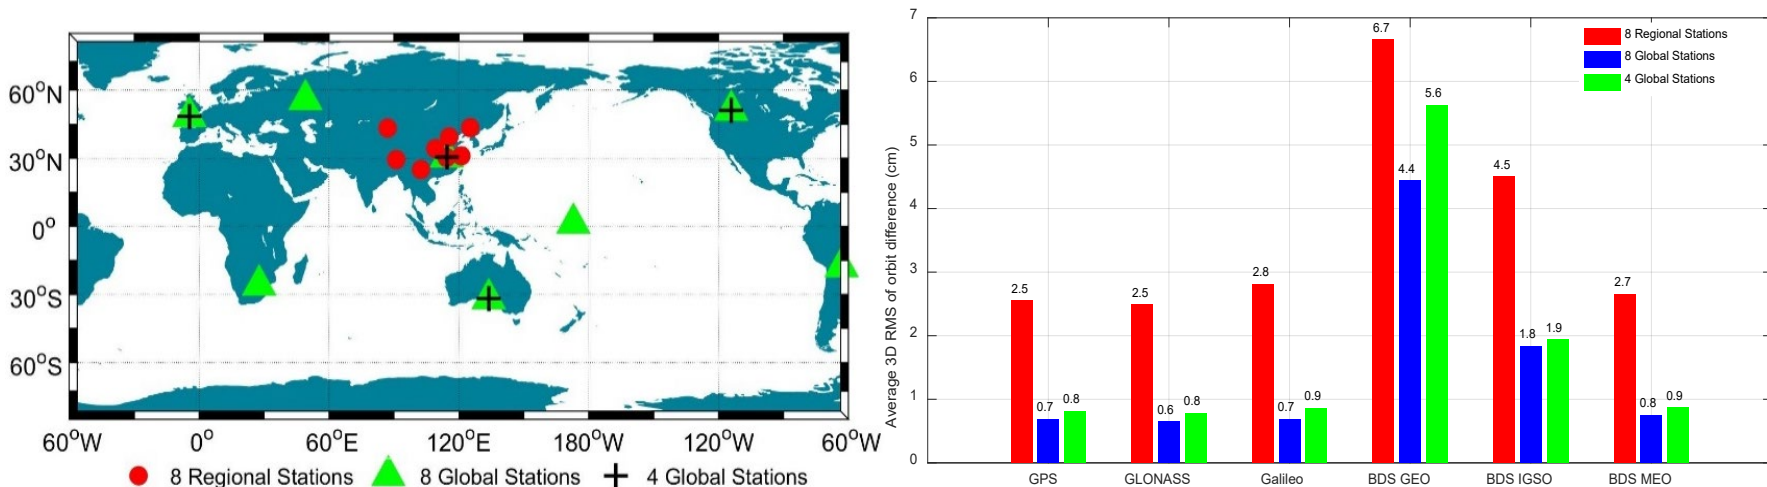 60°N
30°N
0°
30°S
60°S
60°W 0° 60°E 120°E 180°W 120°W 60°W
8 Regional Stations 8 Global Stations 4 Global Stations
Average 3D RMS of orbit difference (cm)
7
6
5
4
3
2
1
0
8 Regional Stations
8 Global Stations
4 Global Stations
2.5 0.7 0.8
2.5 0.6 0.8
2.8 0.7 0.9
6.7 4.4 5.6
4.5 1.8 1.9
2.7 0.8 0.9
GPS GLONASS Galileo BDS GEO BDS IGSO BDS MEO